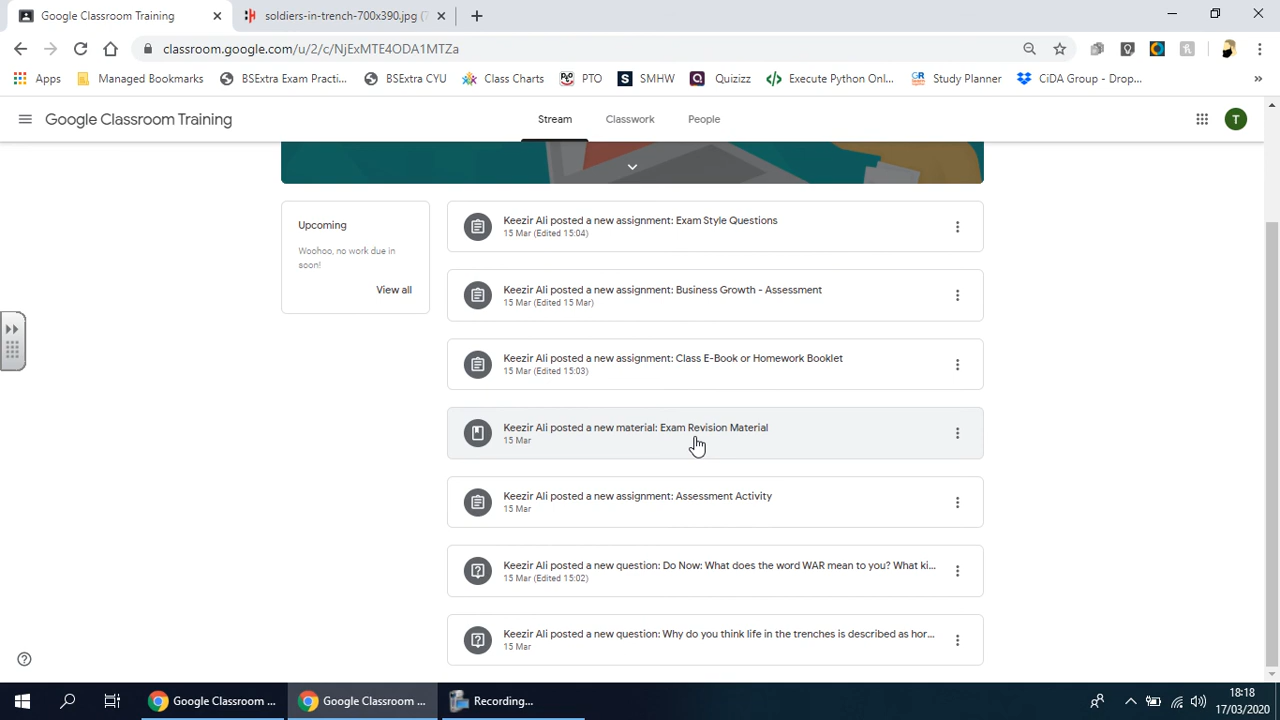 Google Classroom Training
soldiers-in-trench-700x390.jpg (7
classroom.google.com/u/2/c/NjExMTE4ODA1MTZa
Apps
Managed Bookmarks
BSExtra Exam Practi...
BSExtra CYU
Class Charts
PTO
SMHW
Quizizz
Execute Python Onl...
Study Planner
CiDA Group - Drop...
»
Google Classroom Training
Stream
Classwork
People
T
Upcoming
Woohoo, no work due in
soon!
View all
Keezir Ali posted a new assignment: Exam Style Questions
15 Mar (Edited 15:04)
Keezir Ali posted a new assignment: Business Growth - Assessment
15 Mar (Edited 15 Mar)
Keezir Ali posted a new assignment: Class E-Book or Homework Booklet
15 Mar (Edited 15:03)
Keezir Ali posted a new material: Exam Revision Material
15 Mar
Keezir Ali posted a new assignment: Assessment Activity
15 Mar
Keezir Ali posted a new question: Do Now: What does the word WAR mean to you? What ki...
15 Mar (Edited 15:02)
Keezir Ali posted a new question: Why do you think life in the trenches is described as hor...
15 Mar
Google Classroom ...
Google Classroom ...
Recording...
18:18
17/03/2020